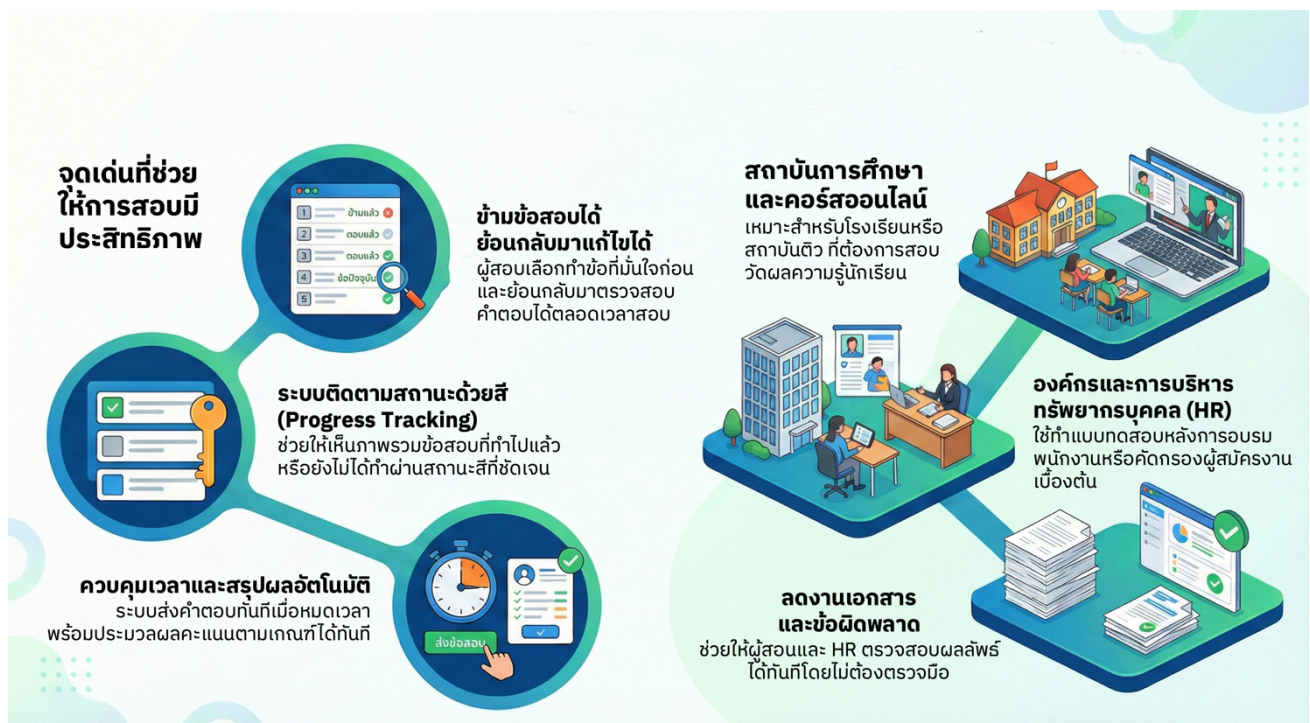 จุดเด่นที่ช่วย
ให้การสอบมี
ประสิทธิภาพ
1 ข้ามแล้ว
2 ตอบแล้ว
3 ตอบแล้ว
4 ข้อปัจจุบัน
5
ข้ามข้อสอบได้
ย้อนกลับมาแก้ไขได้
ผู้สอบเลือกทำข้อที่มั่นใจก่อน
และย้อนกลับมาตรวจสอบ
คำตอบได้ตลอดเวลาสอบ
ระบบติดตามสถานะด้วยสี
(Progress Tracking)
ช่วยให้เห็นภาพรวมข้อสอบที่ทำไปแล้ว
หรือยังไม่ได้ทำผ่านสถานะสีที่ชัดเจน
ควบคุมเวลาและสรุปผลอัตโนมัติ
ระบบส่งคำตอบทันทีเมื่อหมดเวลา
พร้อมประมวลผลคะแนนตามเกณฑ์ได้ทันที
ส่งข้อสอบ
สถาบันการศึกษา
และคอร์สออนไลน์
เหมาะสำหรับโรงเรียนหรือ
สถาบันติว ที่ต้องการสอบ
วัดผลความรู้นักเรียน
องค์กรและการบริหาร
ทรัพยากรบุคคล (HR)
ใช้ทำแบบทดสอบหลังการอบรม
พนักงานหรือคัดกรองผู้สมัครงาน
เบื้องต้น
ลดงานเอกสาร
และข้อผิดพลาด
ช่วยให้ผู้สอนและ HR ตรวจสอบผลลัพธ์
ได้ทันทีโดยไม่ต้องตรวจมือ